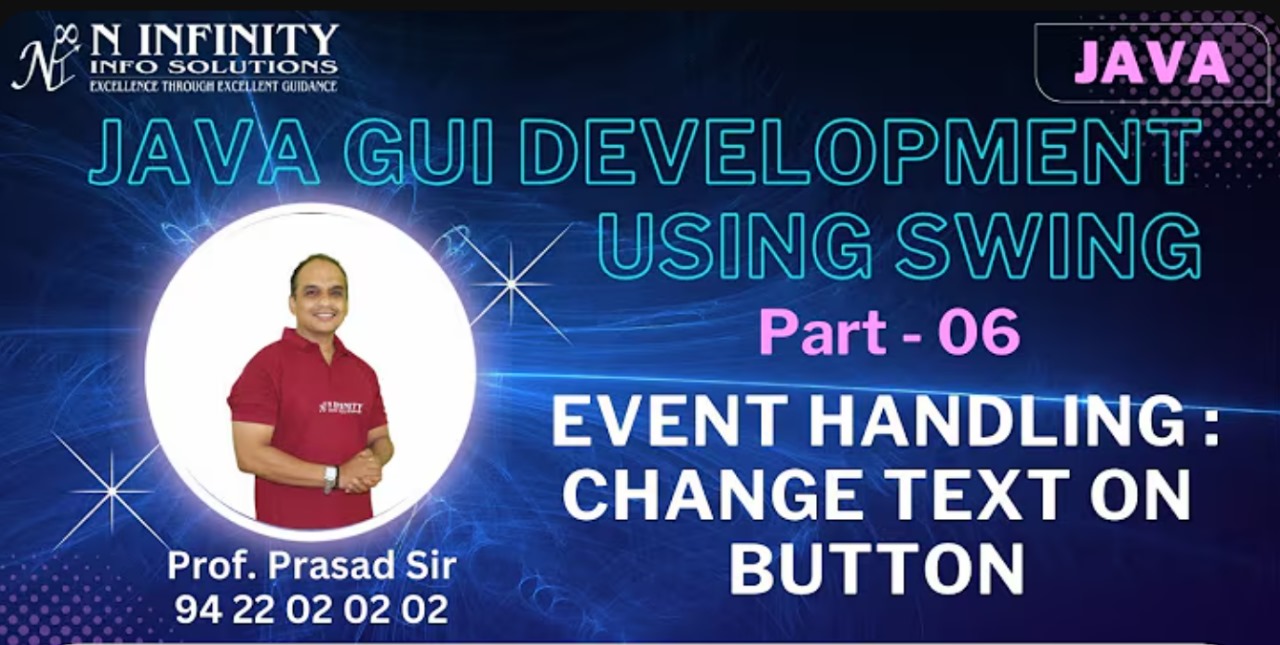 N INFINITY
INFO SOLUTIONS
EXCELLENCE THROUGH EXCELLENT GUIDANCE
JAVA
JAVA GUI DEVELOPMENT
USING SWING
Part - 06
EVENT HANDLING :
CHANGE TEXT ON
BUTTON
N INFINITY
Prof. Prasad Sir
94 22 02 02 02